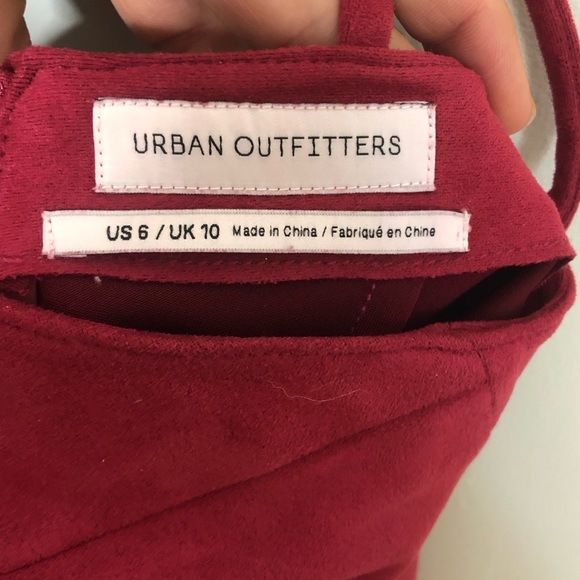 URBAN OUTFITTERS
US 6 / UK 10 Made in China / Fabriqué en Chine